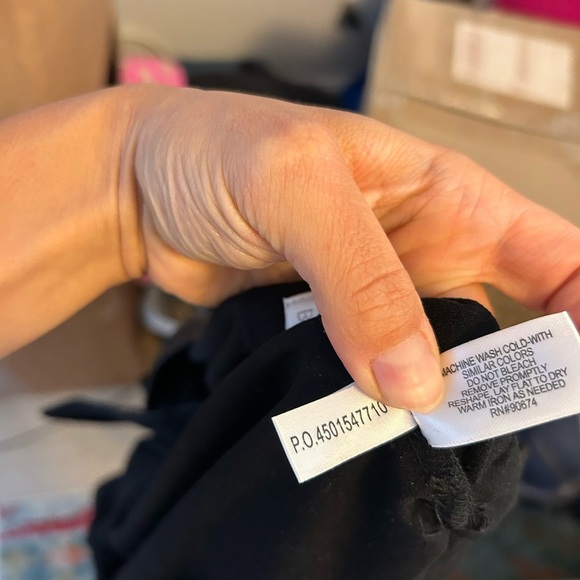 P.O.4501547710
MACHINE WASH COLD-WITH
SIMILAR COLORS
DO NOT BLEACH
REMOVE PROMPTLY
RESHAPE, LAY FLAT TO DRY
WARM IRON AS NEEDED
RN#90674